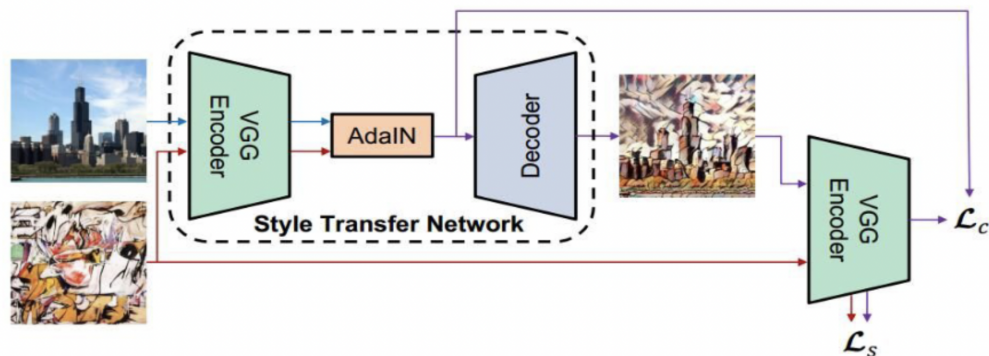 VGG
Encoder
AdaIN
Decoder
Style Transfer Network
VGG
Encoder
𝓛c
𝓛s